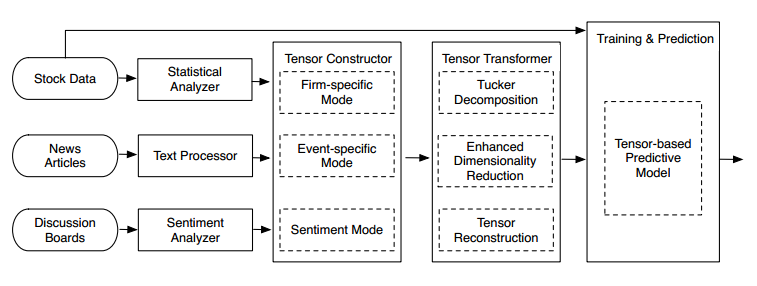 Training & Prediction
Tensor Constructor
Tensor Transformer
Stock Data
Statistical
Analyzer
Firm-specific
Mode
Tucker
Decomposition
News
Articles
Text Processor
Event-specific
Mode
Enhanced
Dimensionality
Reduction
Tensor-based
Predictive
Model
Discussion
Boards
Sentiment
Analyzer
Sentiment Mode
Tensor
Reconstruction